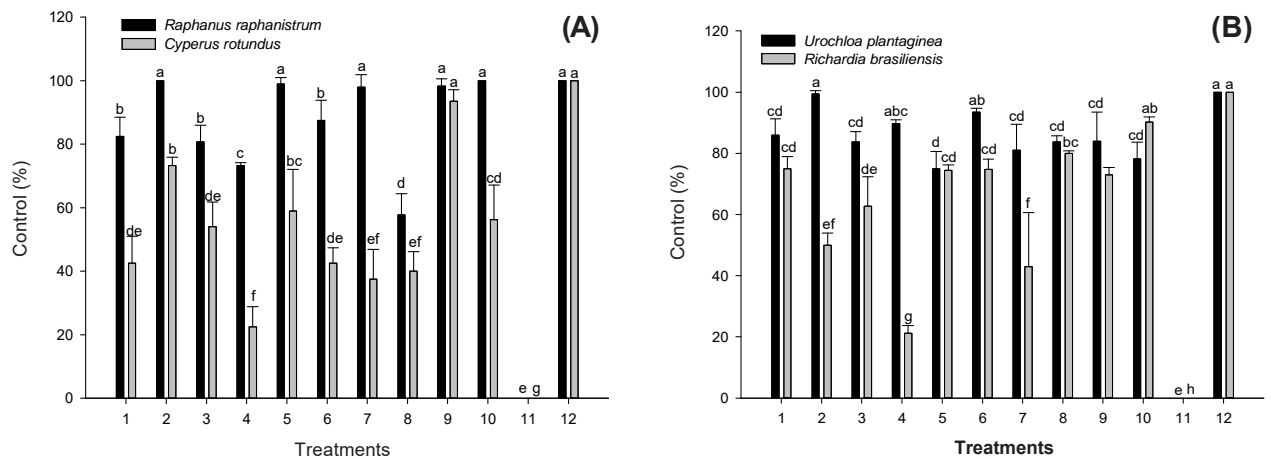 (A)
Raphanus raphanistrum
Cyperus rotundus
Control (%)
120
100
80
60
40
20
0
b de a b b de c f a bc b de a ef d ef a a a cd e g a a
1 2 3 4 5 6 7 8 9 10 11 12
Treatments
(B)
Urochloa plantaginea
Richardia brasiliensis
Control (%)
120
100
80
60
40
20
0
cd cd a ef cd de abc g d cd ab cd cd f cd bc cd cd ab e h a a
1 2 3 4 5 6 7 8 9 10 11 12
Treatments